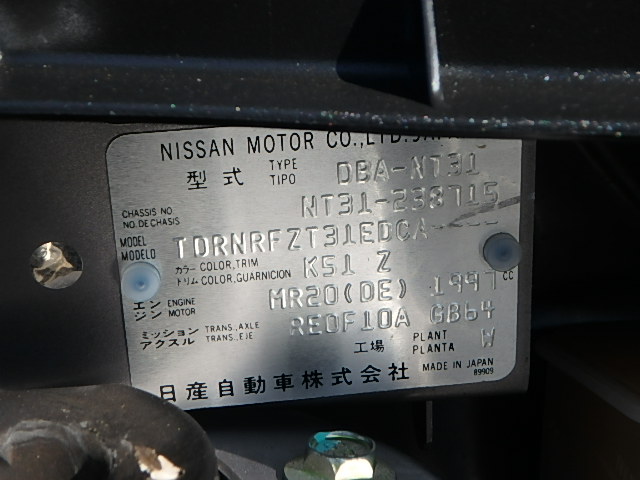 NISSAN MOTOR CO.,LTD.
型式 TYPE TIPO DBA-NT31
CHASSIS NO. NO.DE CHASIS NT31-238715
MODEL MODELO TDRNRFZT31EDCA-----
カラー COLOR,TRIM トリム COLOR,GUARNICION K51 Z
エンジン ENGINE MOTOR MR20(DE) 1997 CC
ミッション アクスル TRANS.,AXLE TRANS.,EJE RE0F10A GB64
工場 PLANT PLANTA W
日産自動車株式会社 MADE IN JAPAN
89909